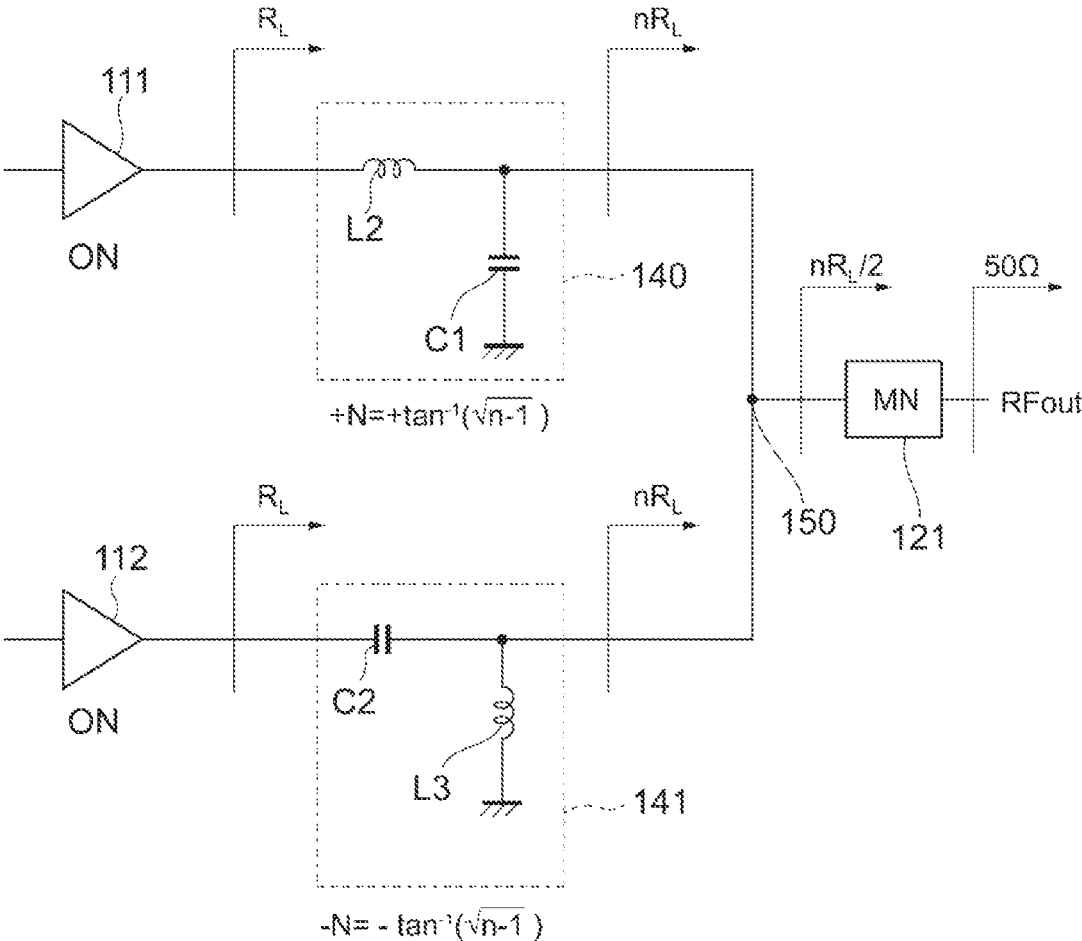 R_L
nR_L
111
ON
L2
C1
140
+N=+tan⁻¹(√n-1 )
nR_L/2
50Ω
MN
RFout
150
121
R_L
nR_L
112
ON
C2
L3
141
-N= - tan⁻¹(√n-1 )